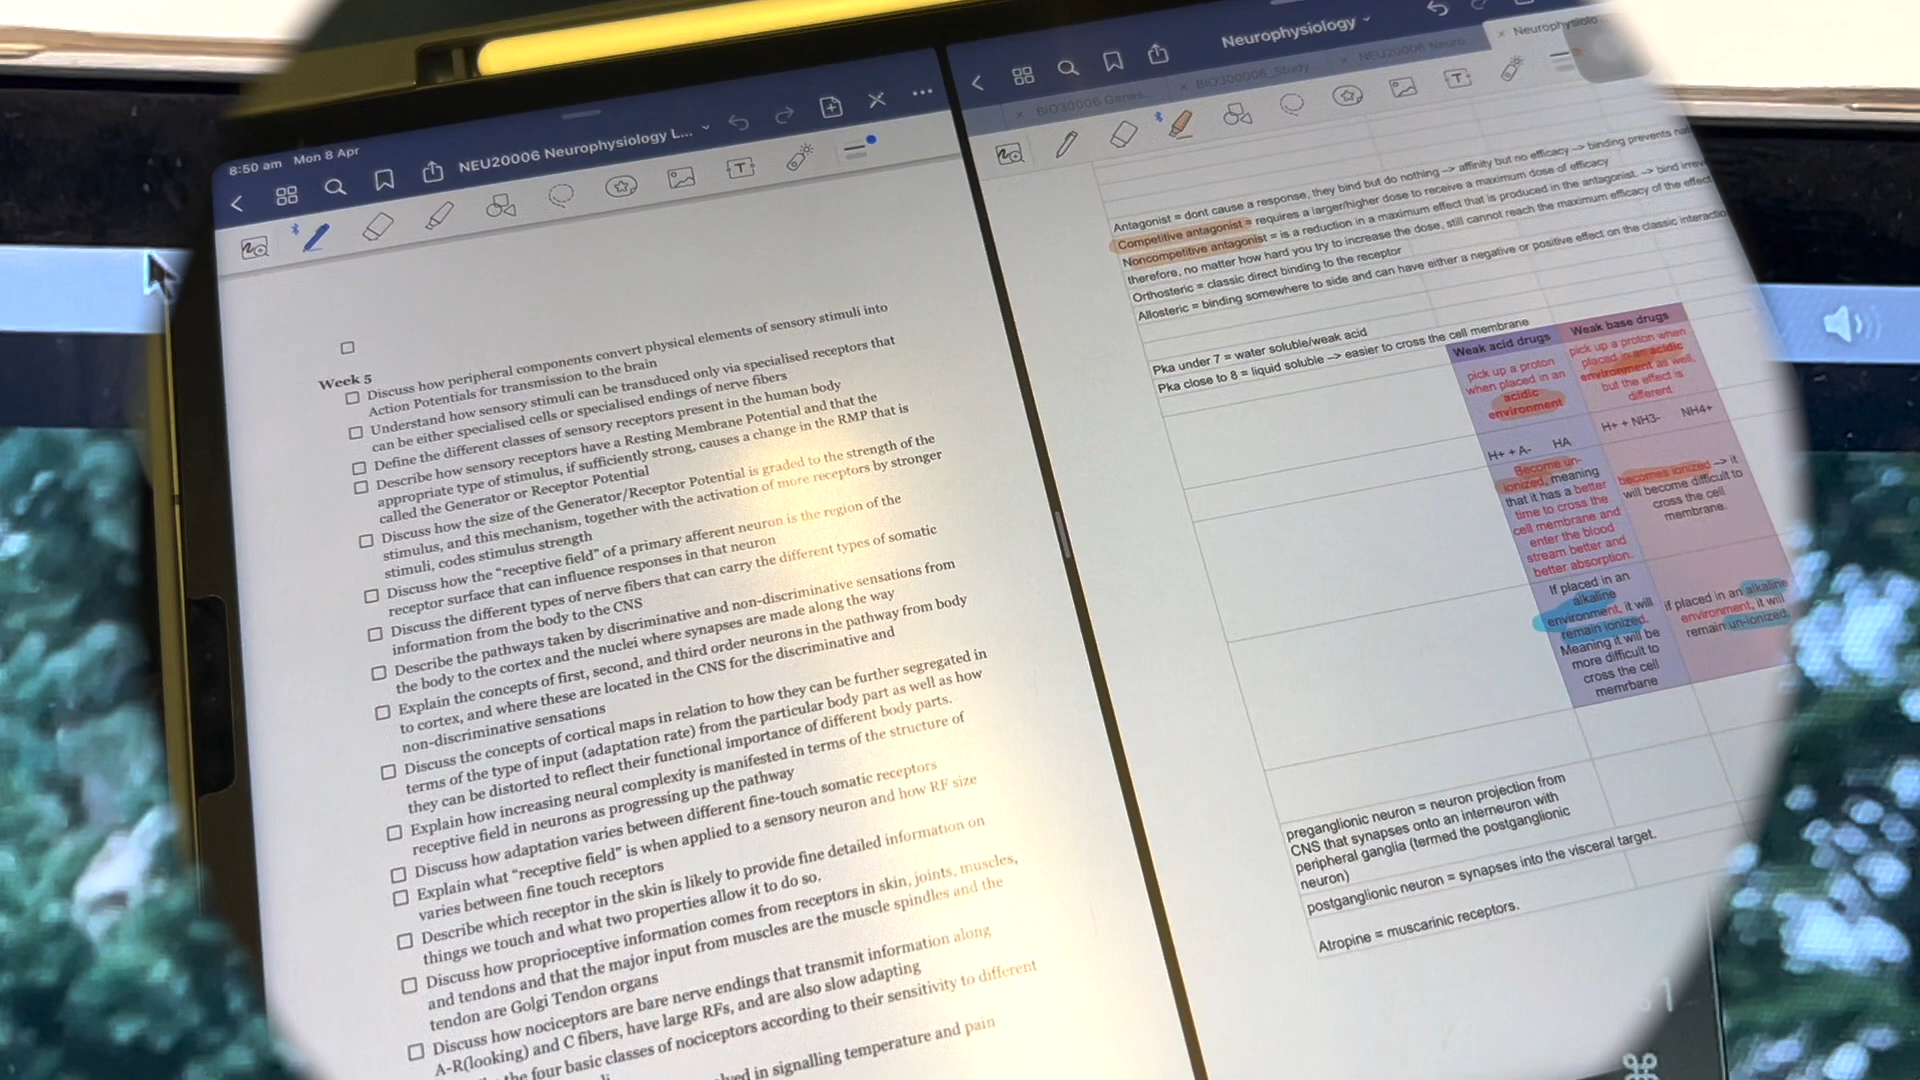 8:50 am Mon 8 Apr
NEU20006 Neurophysiology L...
Week 5
Discuss how peripheral components convert physical elements of sensory stimuli into
Action Potentials for transmission to the brain
Understand how sensory stimuli can be transduced only via specialised receptors that
can be either specialised cells or specialised endings of nerve fibers
Define the different classes of sensory receptors present in the human body
Describe how sensory receptors have a Resting Membrane Potential and that the
appropriate type of stimulus, if sufficiently strong, causes a change in the RMP that is
called the Generator or Receptor Potential
Discuss how the size of the Generator/Receptor Potential is graded to the strength of the
stimulus, and this mechanism, together with the activation of more receptors by stronger
stimuli, codes stimulus strength
Discuss how the "receptive field" of a primary afferent neuron is the region of the
receptor surface that can influence responses in that neuron
Discuss the different types of nerve fibers that can carry the different types of somatic
information from the body to the CNS
Describe the pathways taken by discriminative and non-discriminative sensations from
the body to the cortex and the nuclei where synapses are made along the way
Explain the concepts of first, second, and third order neurons in the pathway from body
to cortex, and where these are located in the CNS for the discriminative and
non-discriminative sensations
Discuss the concepts of cortical maps in relation to how they can be further segregated in
terms of the type of input (adaptation rate) from the particular body part as well as how
they can be distorted to reflect their functional importance of different body parts.
Explain how increasing neural complexity is manifested in terms of the structure of
receptive field in neurons as progressing up the pathway
Discuss how adaptation varies between different fine-touch somatic receptors
Explain what "receptive field" is when applied to a sensory neuron and how RF size
varies between fine touch receptors
Describe which receptor in the skin is likely to provide fine detailed information on
things we touch and what two properties allow it to do so.
Discuss how proprioceptive information comes from receptors in skin, joints, muscles,
and tendons and that the major input from muscles are the muscle spindles and the
tendon are Golgi Tendon organs
Discuss how nociceptors are bare nerve endings that transmit information along
A-R(looking) and C fibers, have large RFs, and are also slow adapting
the four basic classes of nociceptors according to their sensitivity to different
in signalling temperature and pain
Neurophysiology
BIO30006 Genes...
BIO300006_Study
NEU20006 Neuro...
Neurophysiolo...
Antagonist = dont cause a response, they bind but do nothing --> affinity but no efficacy --> binding prevents
Competitive antagonist = requires a larger/higher dose to receive a maximum dose of efficacy
Noncompetitive antagonist = is a reduction in a maximum effect that is produced in the antagonist. --> bind
therefore, no matter how hard you try to increase the dose, still cannot reach the maximum efficacy of the effect
Orthosteric = classic direct binding to the receptor
Allosteric = binding somewhere to side and can have either a negative or positive effect on the classic
Pka under 7 = water soluble/weak acid
Pka close to 8 = liquid soluble --> easier to cross the cell membrane
Weak acid drugs
pick up a proton
when placed in an
acidic
environment
H+ + A- HA
Become un-
ionized, meaning
that it has a better
time to cross the
cell membrane and
enter the blood
stream better and
better absorption.
If placed in an
alkaline
environment, it will
remain ionized.
Meaning it will be
more difficult to
cross the cell
memrbane
Weak base drugs
pick up a proton when
placed in an acidic
environment as well,
but the effect is
different.
H+ + NH3- NH4+
becomes ionized --> it
will become difficult to
cross the cell
membrane.
if placed in an alkaline
environment, it will
remain un-ionized.
preganglionic neuron = neuron projection from
CNS that synapses onto an interneuron with
peripheral ganglia (termed the postganglionic
neuron)
postganglionic neuron = synapses into the visceral target.
Atropine = muscarinic receptors.